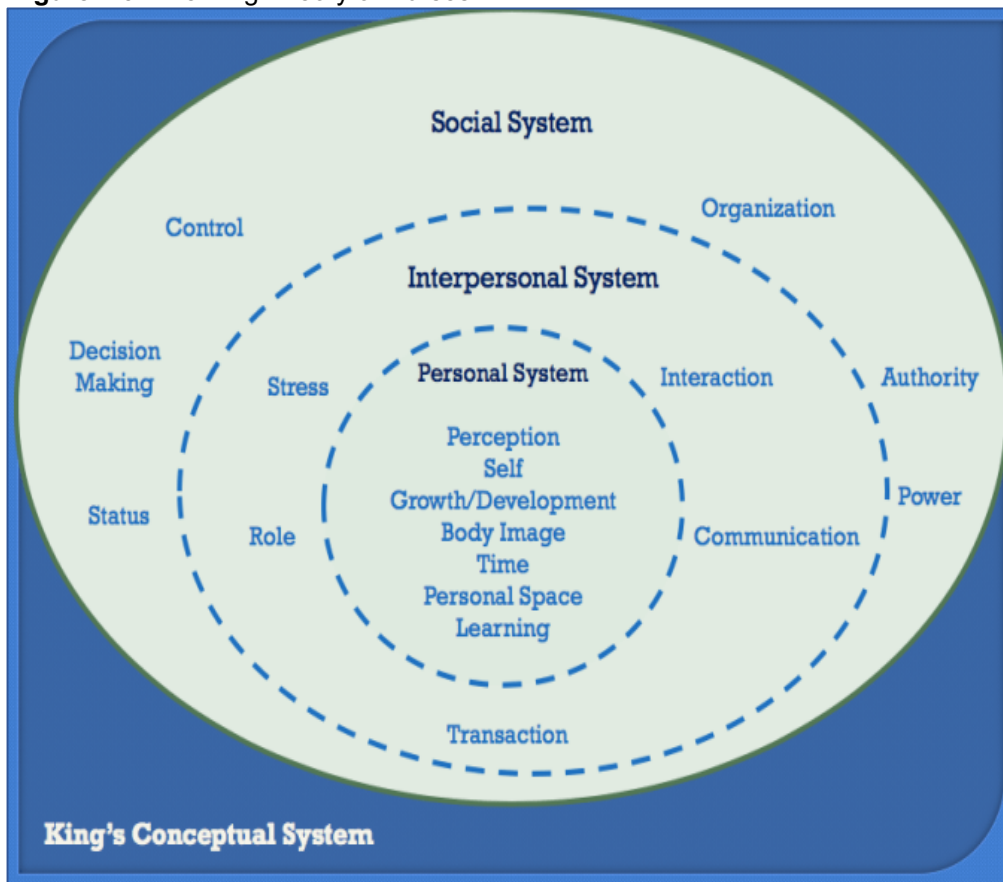 Social System
Organization
Control
Interpersonal System
Decision
Making
Personal System
Stress
Interaction
Authority
Perception
Self
Growth/Development
Status
Power
Role
Body Image
Communication
Time
Personal Space
Learning
Transaction
King's Conceptual System